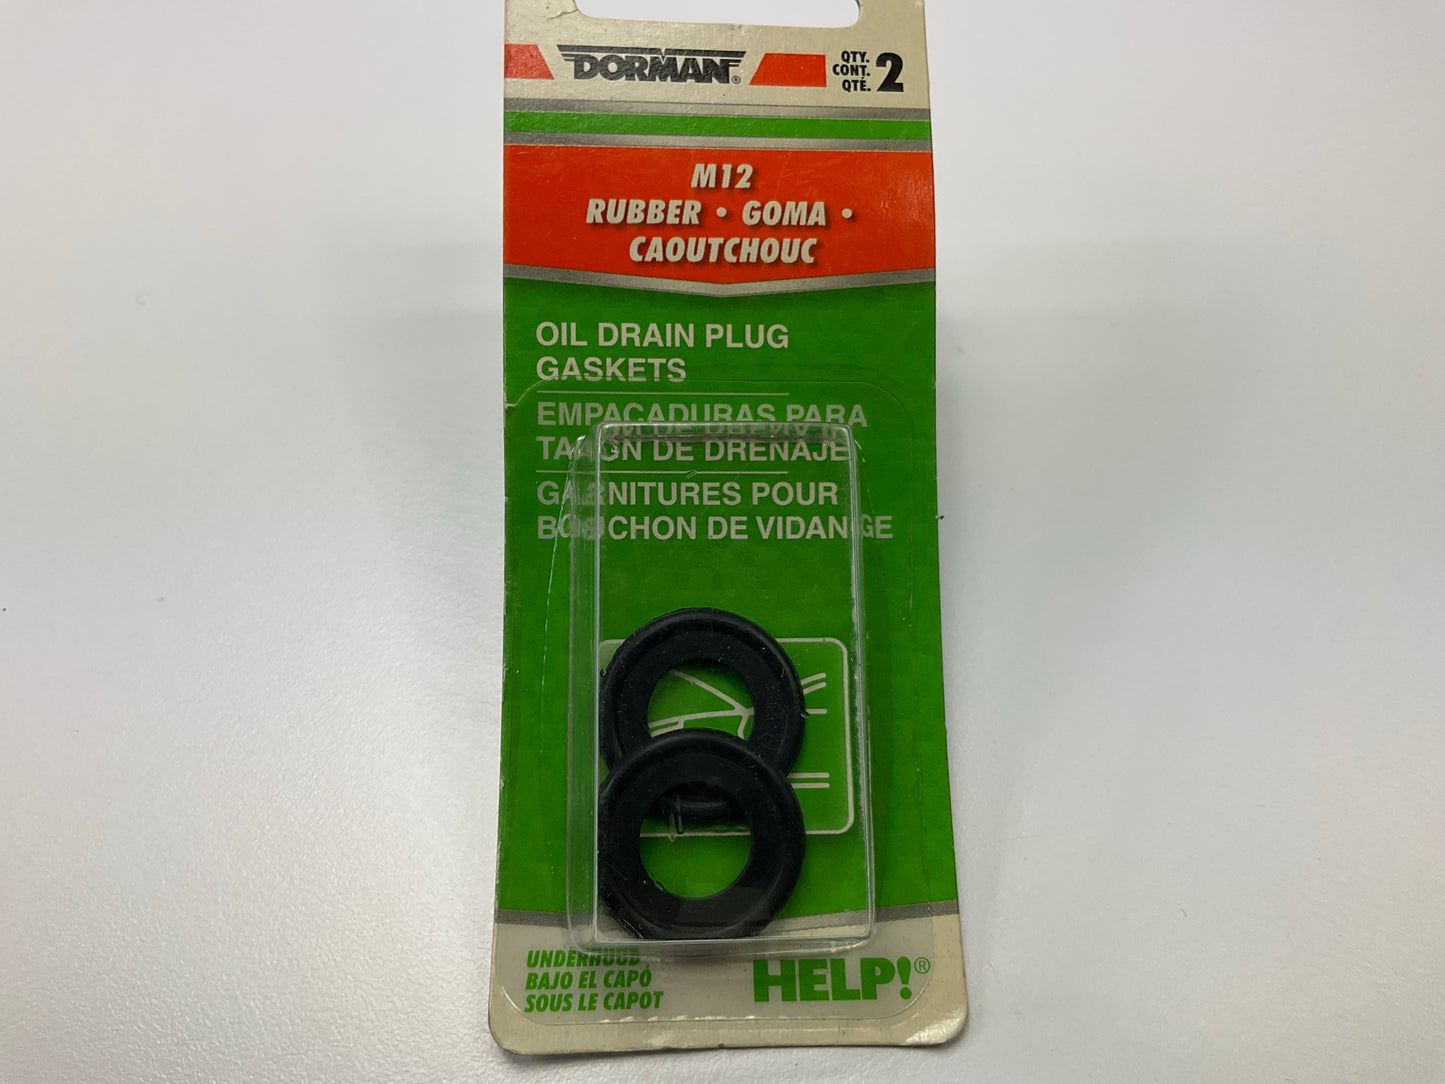 DORMAN®
QTY.
CONT.
QTÉ.
2
M12
RUBBER • GOMA •
CAOUTCHOUC
OIL DRAIN PLUG
GASKETS
EMPACADURAS PARA
TAPÓN DE DRENAJE
GARNITURES POUR
BOUCHON DE VIDANGE
UNDERHOOD
BAJO EL CAPÓ
SOUS LE CAPOT
HELP!®